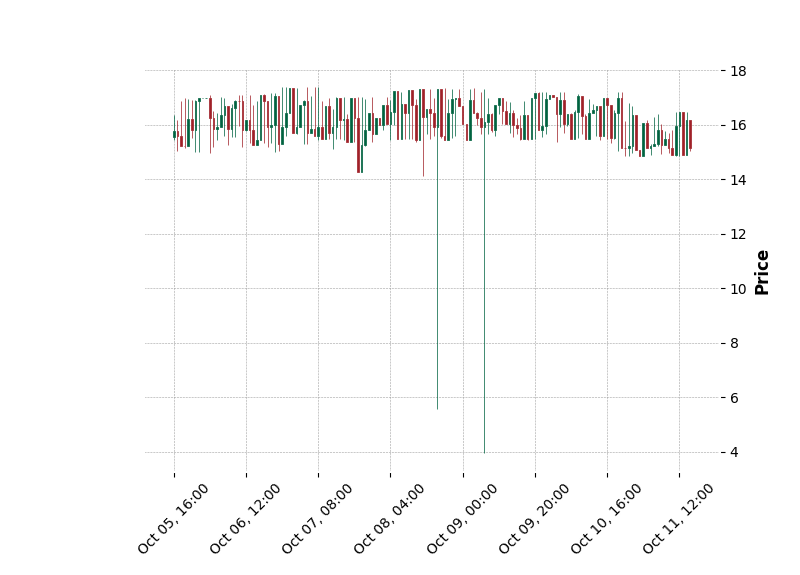 18
16
14
12
10
8
6
4
Price
Oct 05, 16:00
Oct 06, 12:00
Oct 07, 08:00
Oct 08, 04:00
Oct 09, 00:00
Oct 09, 20:00
Oct 10, 16:00
Oct 11, 12:00